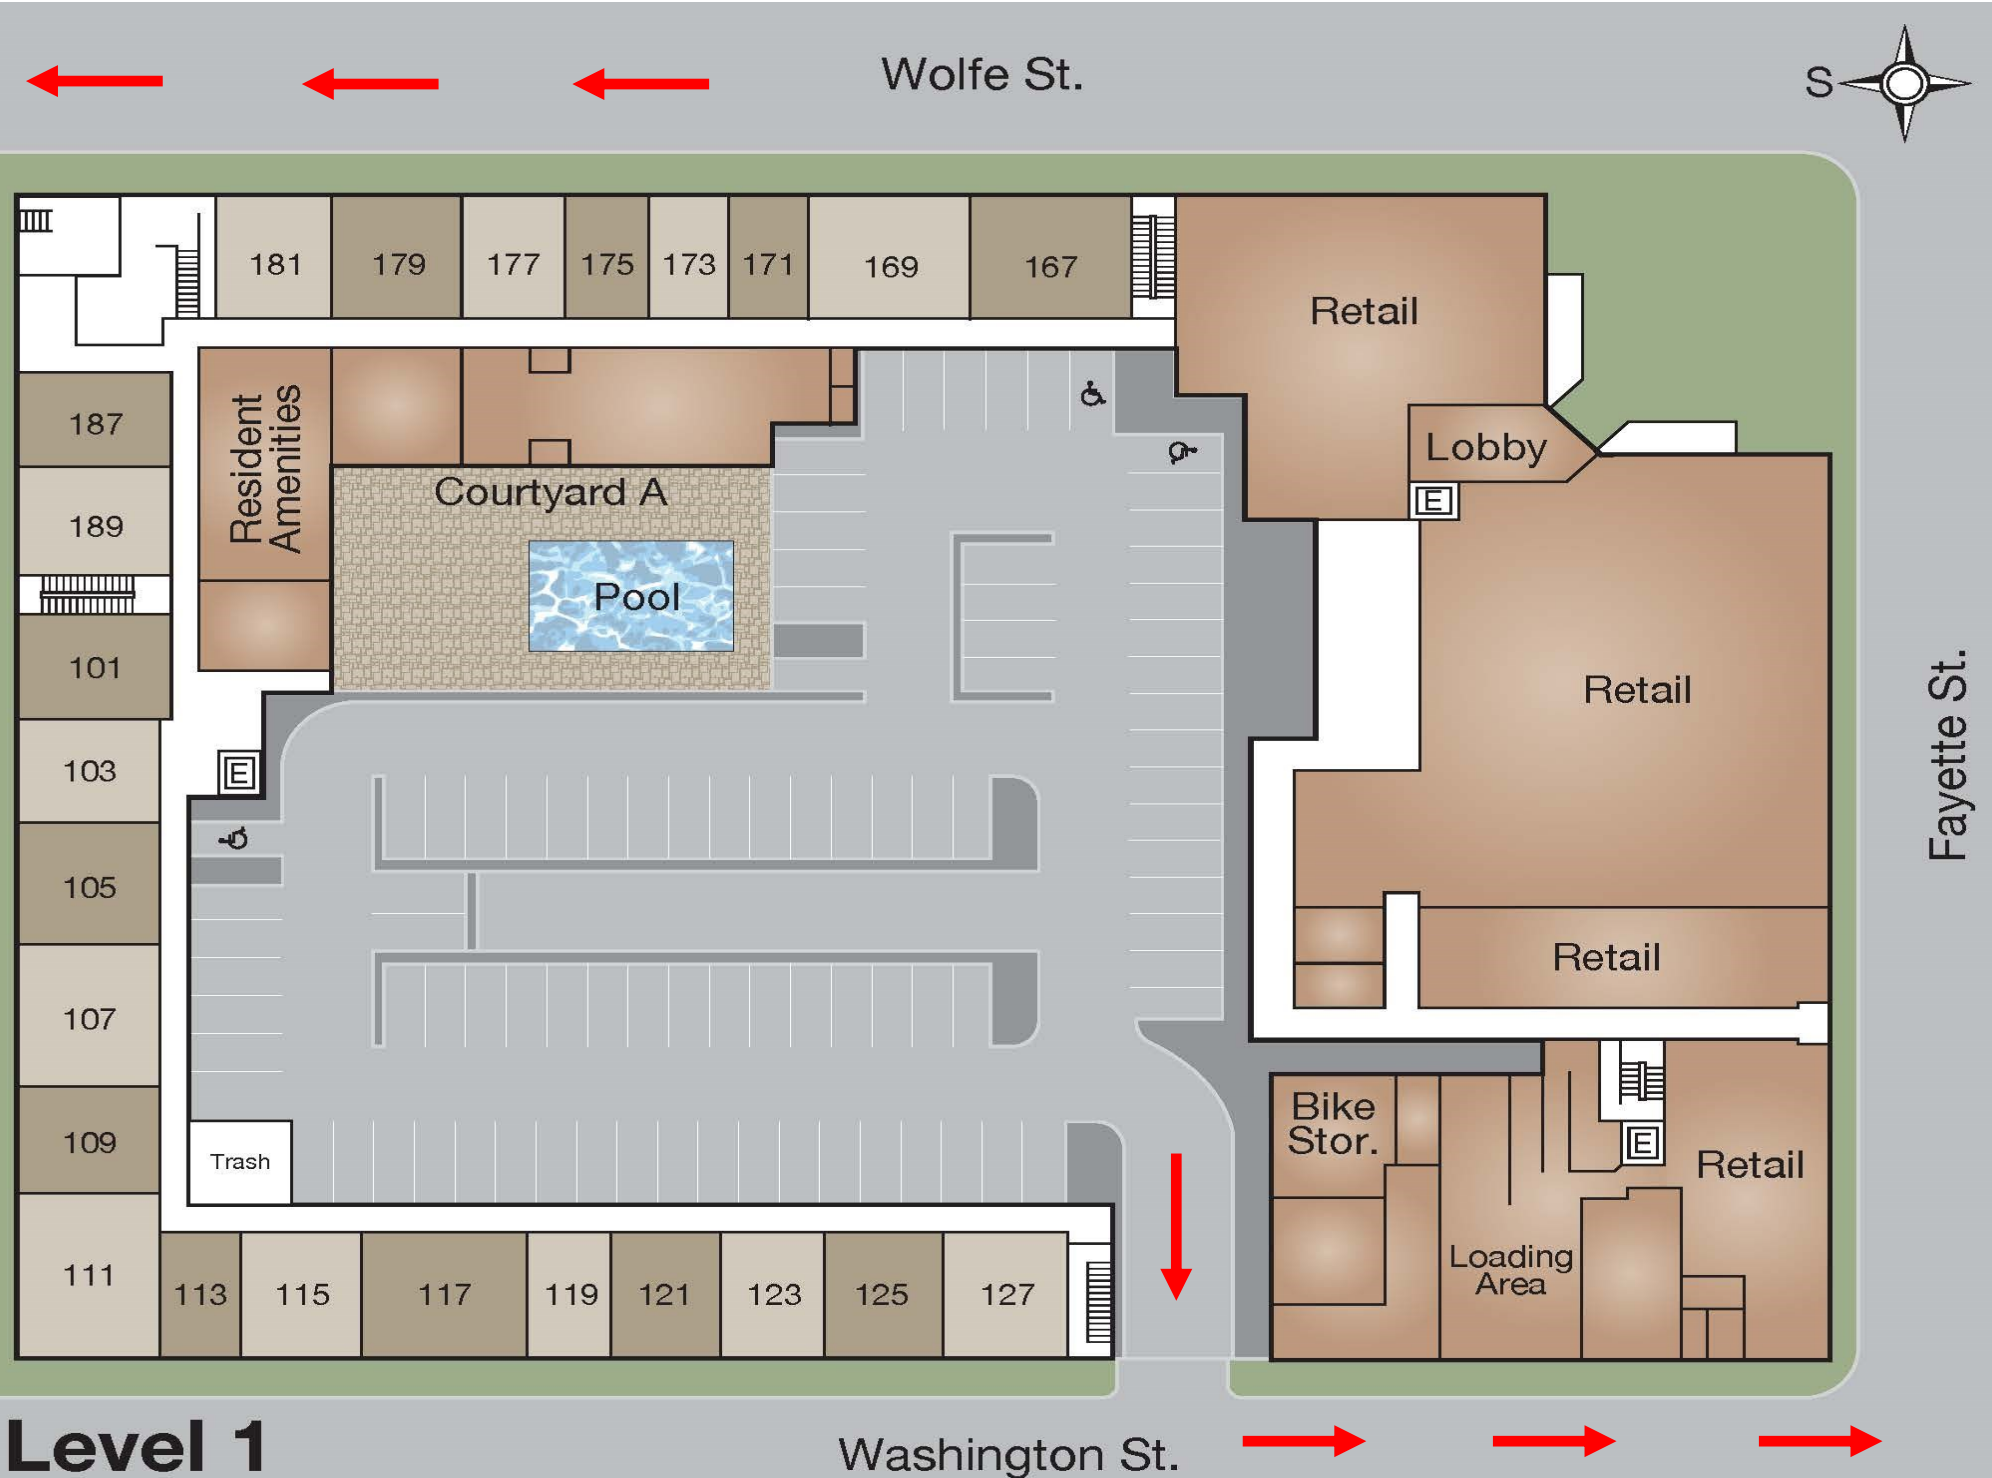 Wolfe St.
S
181
179
177
175
173
171
169
167
Retail
187
189
101
103
105
107
109
111
Resident
Amenities
Courtyard A
Pool
Lobby
E
Retail
Fayette St.
E
Retail
Trash
Bike
Stor.
E
Retail
Loading
Area
113
115
117
119
121
123
125
127
Level 1
Washington St.